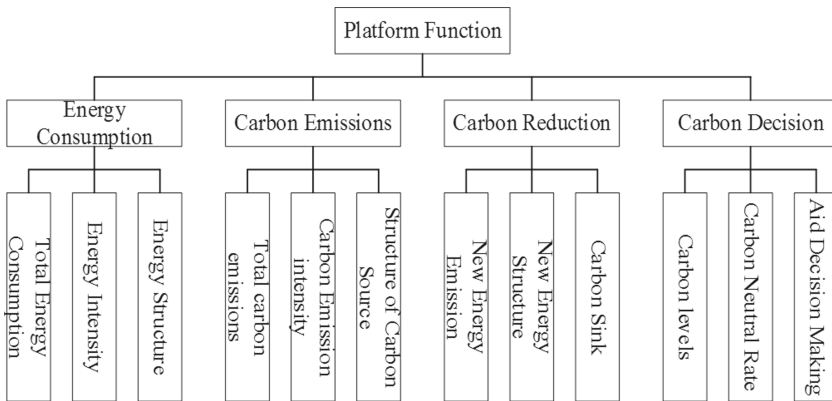 Platform Function
Energy
Consumption
Carbon Emissions
Carbon Reduction
Carbon Decision
Total Energy
Consumption
Energy Intensity
Energy Structure
Total carbon
emissions
Carbon Emission
intensity
Structure of Carbon
Source
New Energy
Emission
New Energy
Structure
Carbon Sink
Carbon levels
Carbon Neutral Rate
Aid Decision Making